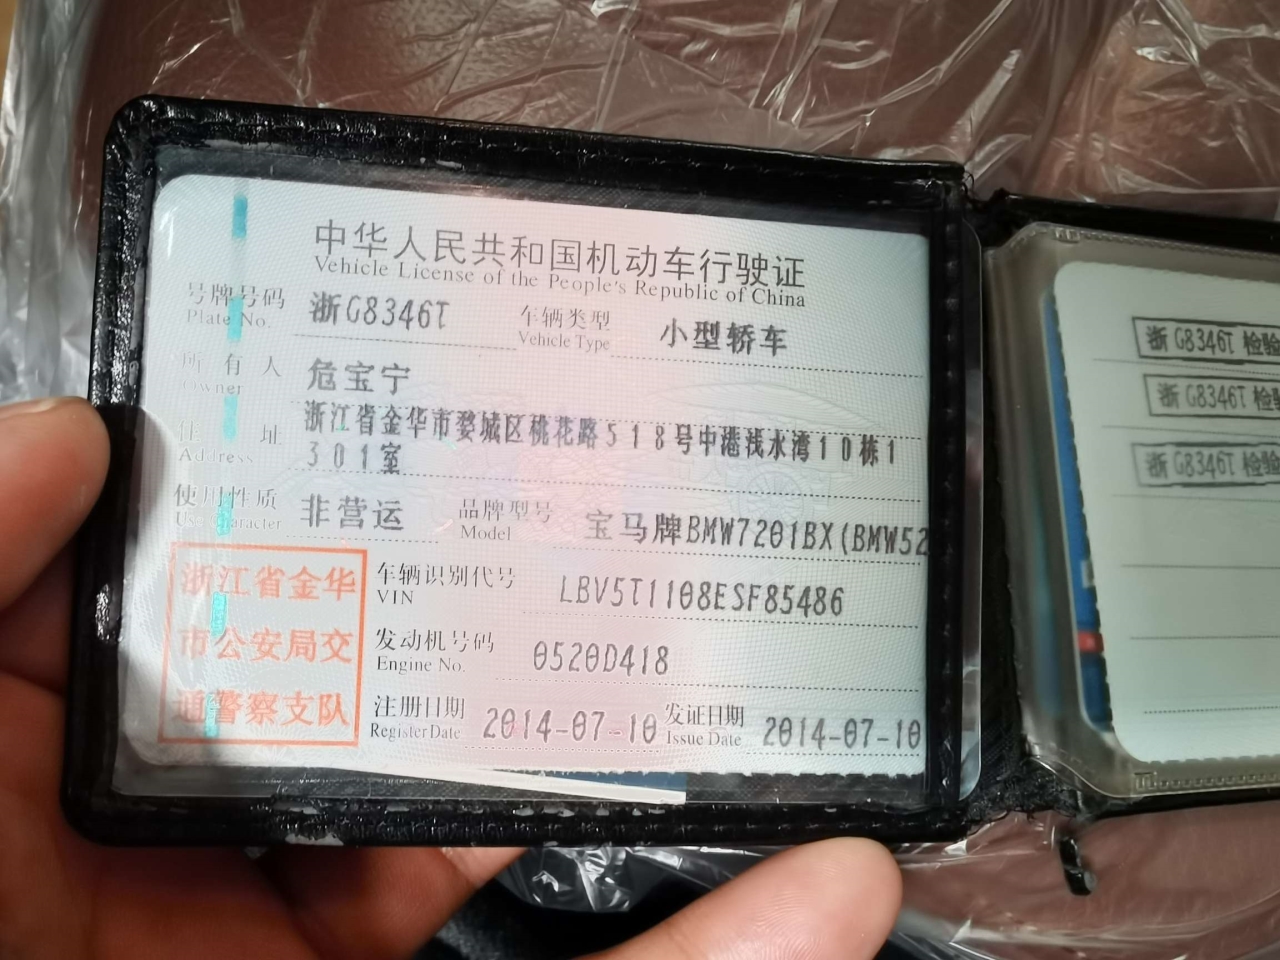 中华人民共和国机动车行驶证
Vehicle License of the People's Republic of China
号牌号码 浙G8346T 车辆类型 小型轿车
Plate No. Vehicle Type
所有人 危宝宁
Owner
住址 浙江省金华市婺城区桃花路518号中港浅水湾10栋1
Address 301室
使用性质 非营运 品牌型号 宝马牌BMW7201BX(BMW52
Use Character Model
浙江省金华
市公安局交
通警察支队
车辆识别代号 LBV5T1108ESF85486
VIN
发动机号码 0520D418
Engine No.
注册日期 2014-07-10 发证日期 2014-07-10
Register Date Issue Date
浙G8346T 检验
浙G8346T 检验
浙G8346T 检验